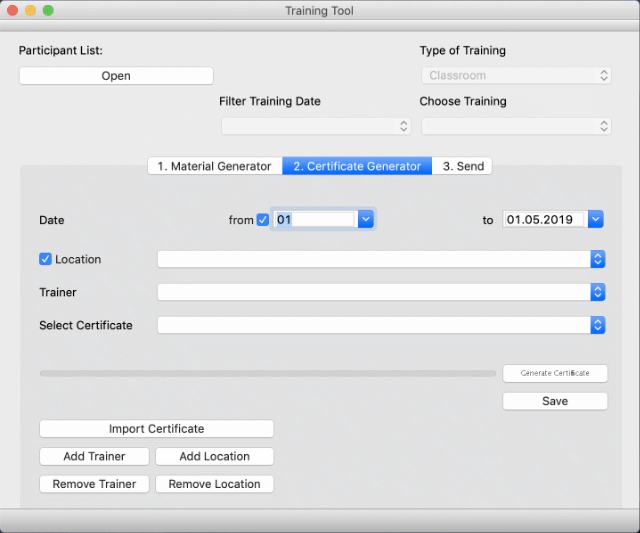 Training Tool
Participant List:
Type of Training
Open
Classroom
Filter Training Date
Choose Training
1. Material Generator
2. Certificate Generator
3. Send
Date
from
01
to
01.05.2019
Location
Trainer
Select Certificate
Generate Certificate
Save
Import Certificate
Add Trainer
Add Location
Remove Trainer
Remove Location